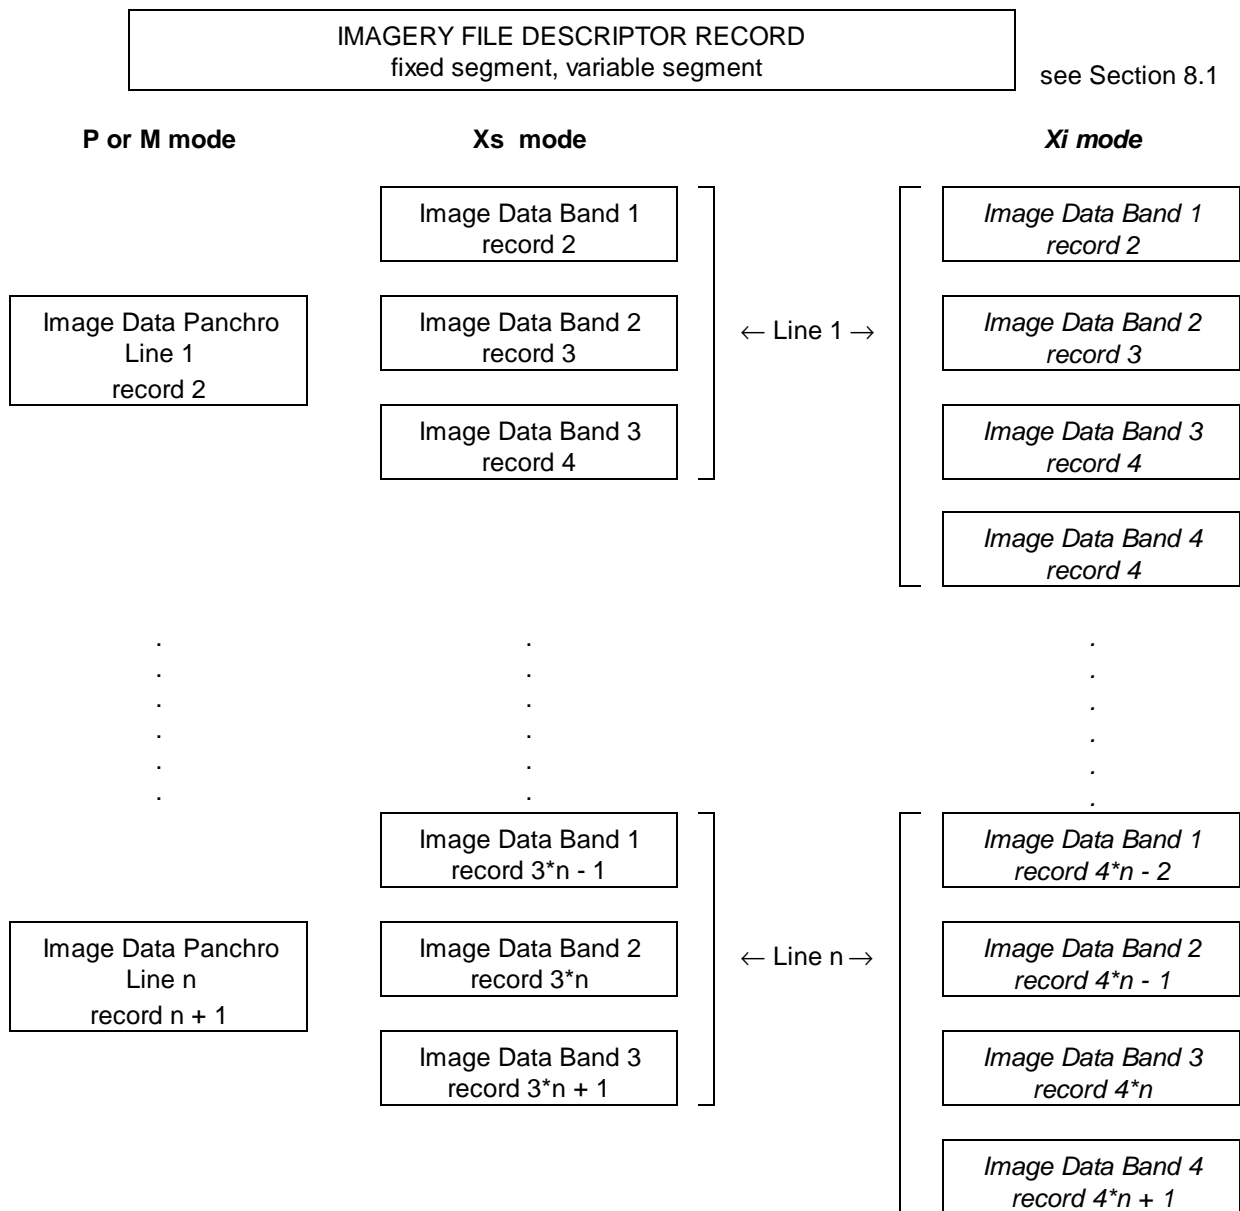 IMAGERY FILE DESCRIPTOR RECORD
fixed segment, variable segment
see Section 8.1
P or M mode
Xs mode
Xi mode
Image Data Band 1
record 2
Image Data Band 1
record 2
Image Data Panchro
Line 1
record 2
Image Data Band 2
record 3
← Line 1 →
Image Data Band 2
record 3
Image Data Band 3
record 4
Image Data Band 3
record 4
Image Data Band 4
record 4
. . .
. . .
. . .
. . .
. . .
. . .
Image Data Band 1
record 3*n - 1
Image Data Band 1
record 4*n - 2
Image Data Panchro
Line n
record n + 1
Image Data Band 2
record 3*n
← Line n →
Image Data Band 2
record 4*n - 1
Image Data Band 3
record 3*n + 1
Image Data Band 3
record 4*n
Image Data Band 4
record 4*n + 1